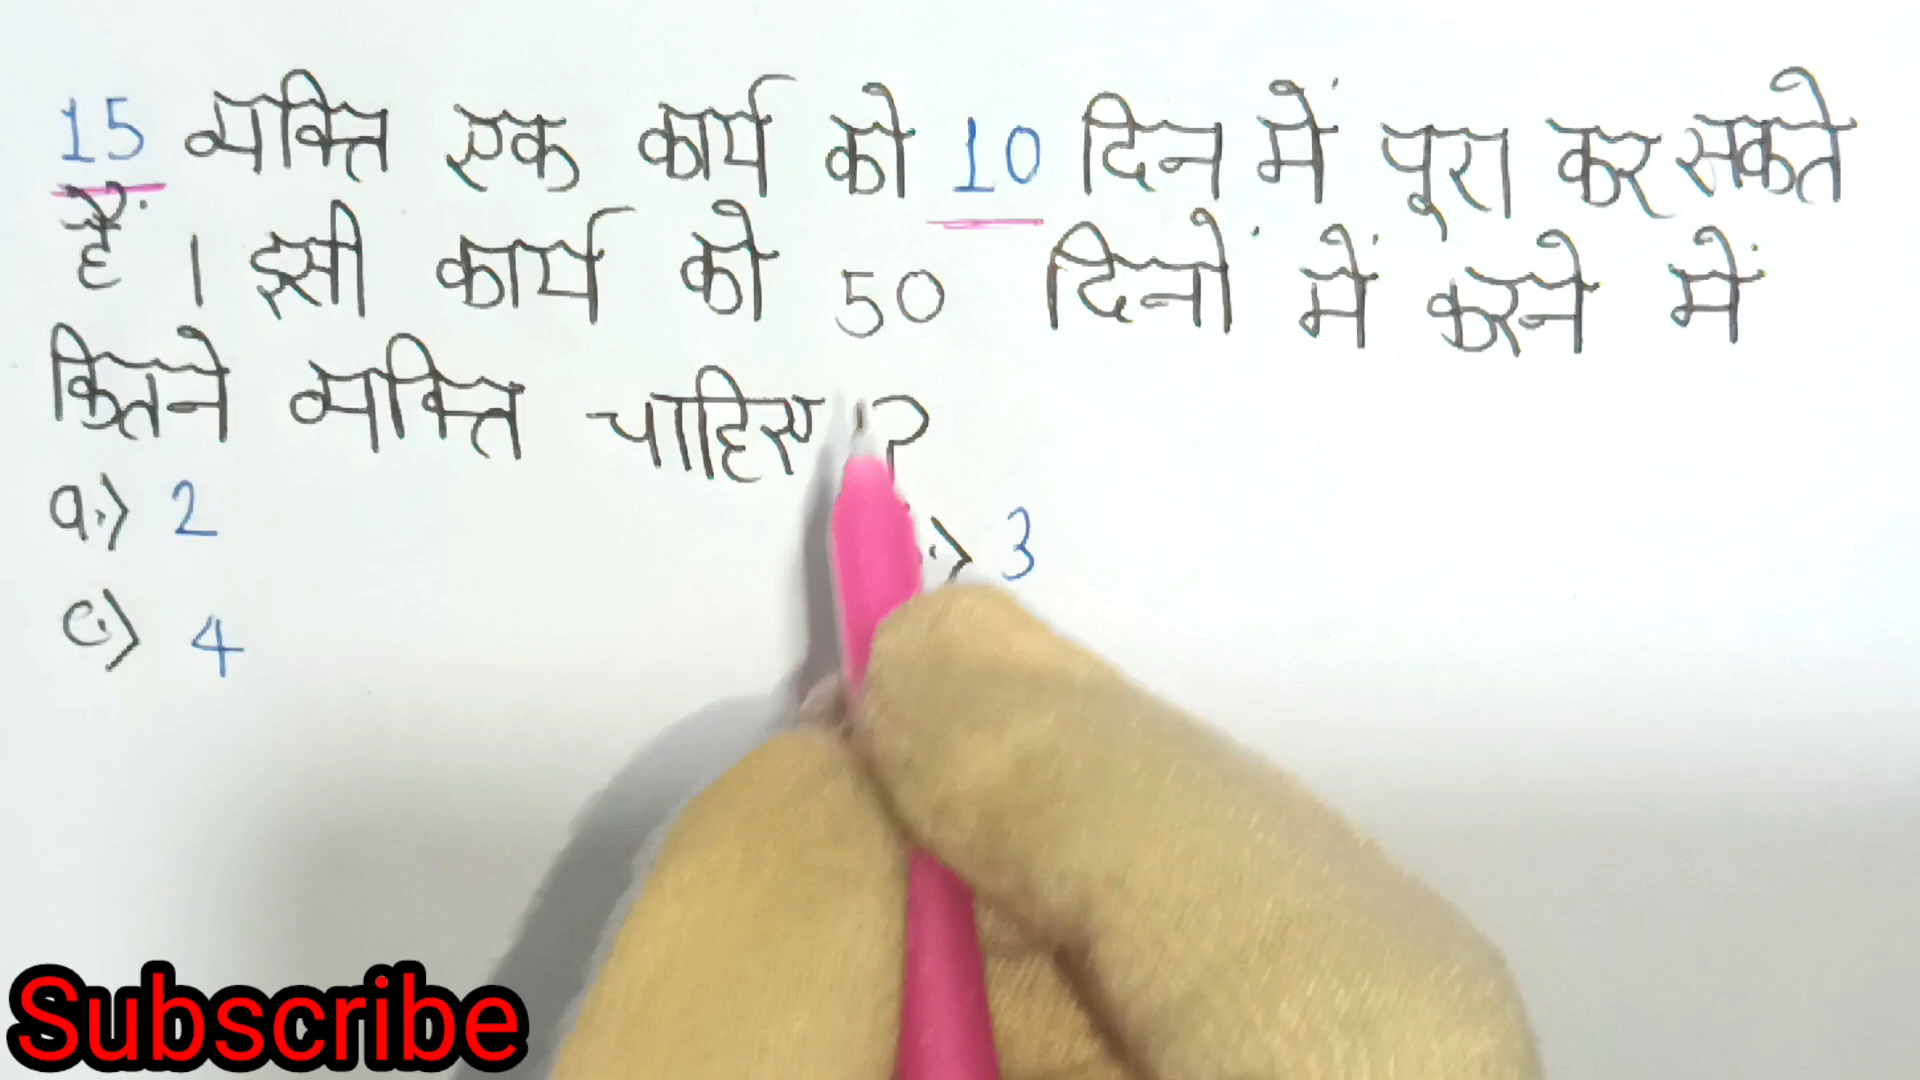 15 व्यक्ति एक कार्य को 10 दिन में पूरा कर सकते
हैं । इसी कार्य को 50 दिनों में करने में
कितने व्यक्ति चाहिए ?
a.) 2
.) 3
c.) 4
Subscribe